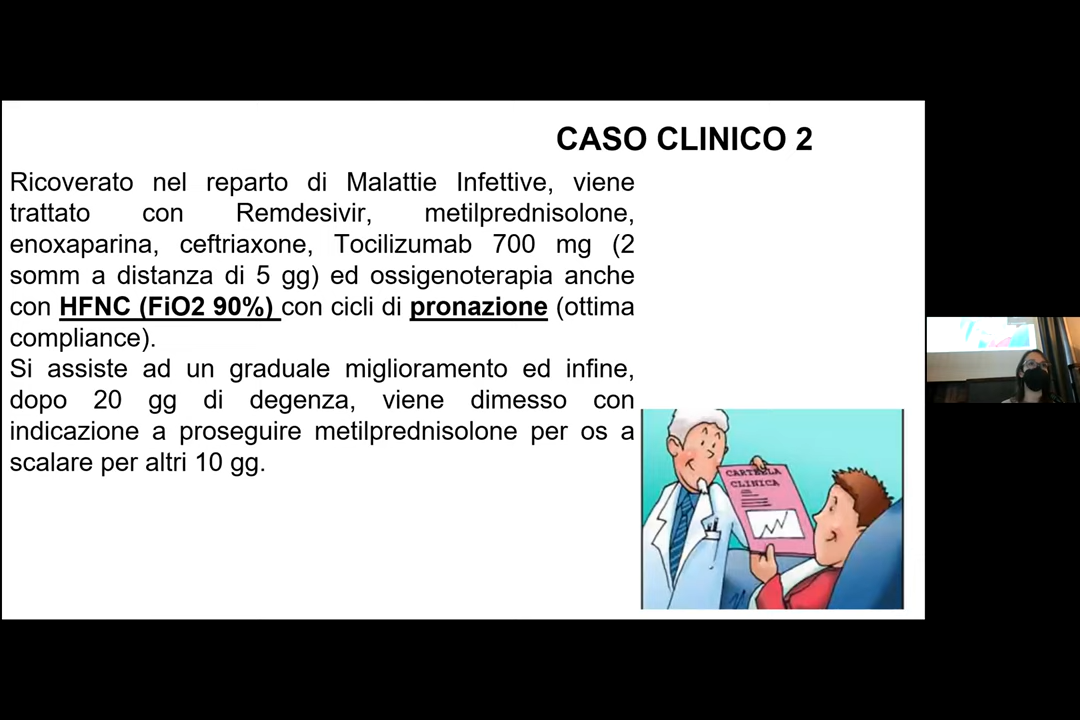 CASO CLINICO 2
Ricoverato nel reparto di Malattie Infettive, viene
trattato con Remdesivir, metilprednisolone,
enoxaparina, ceftriaxone, Tocilizumab 700 mg (2
somm a distanza di 5 gg) ed ossigenoterapia anche
con HFNC (FiO2 90%) con cicli di pronazione (ottima
compliance).
Si assiste ad un graduale miglioramento ed infine,
dopo 20 gg di degenza, viene dimesso con
indicazione a proseguire metilprednisolone per os a
scalare per altri 10 gg.
CARTELLA
CLINICA